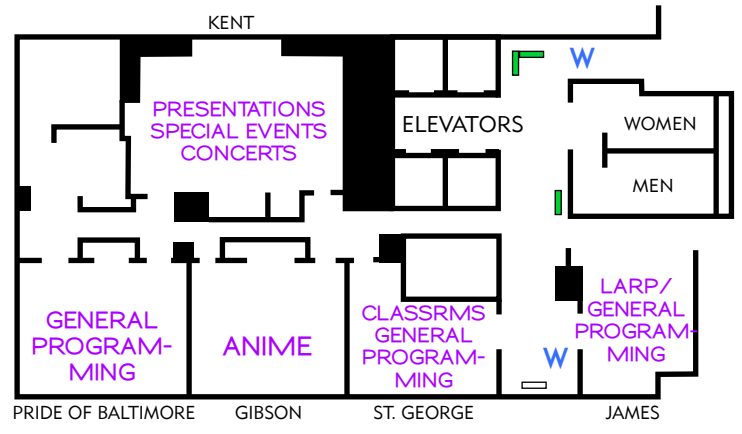 KENT
W
PRESENTATIONS
SPECIAL EVENTS
CONCERTS
ELEVATORS
WOMEN
MEN
GENERAL
PROGRAM-
MING
ANIME
CLASSRMS
GENERAL
PROGRAM-
MING
LARP/
GENERAL
PROGRAM-
MING
W
PRIDE OF BALTIMORE
GIBSON
ST. GEORGE
JAMES